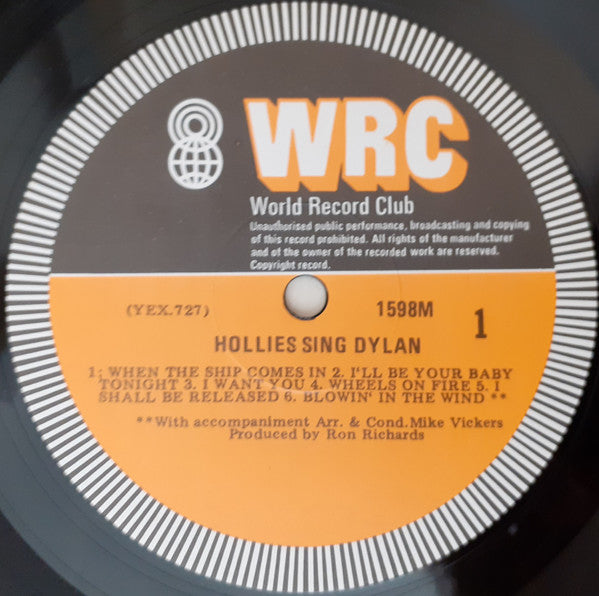 WRC
World Record Club
Unauthorised public performance, broadcasting and copying
of this record prohibited. All rights of the manufacturer
and of the owner of the recorded work are reserved.
Copyright record.
(YEX.727)
1598M
1
HOLLIES SING DYLAN
1; WHEN THE SHIP COMES IN 2. I'LL BE YOUR BABY
TONIGHT 3. I WANT YOU 4. WHEELS ON FIRE 5. I
SHALL BE RELEASED 6. BLOWIN' IN THE WIND **
**With accompaniment Arr. & Cond. Mike Vickers
Produced by Ron Richards